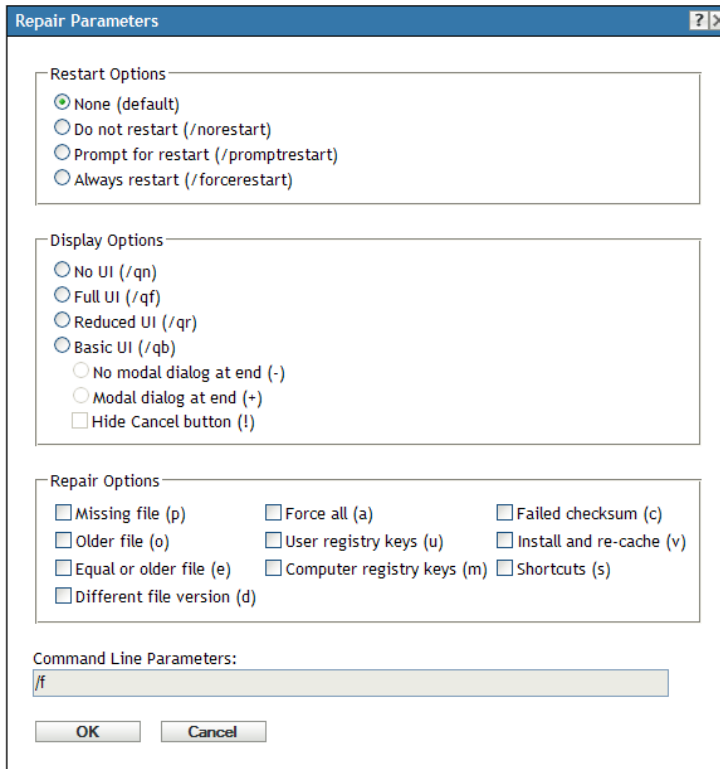 Repair Parameters ? X
Restart Options
None (default)
Do not restart (/norestart)
Prompt for restart (/promptrestart)
Always restart (/forcerestart)
Display Options
No UI (/qn)
Full UI (/qf)
Reduced UI (/qr)
Basic UI (/qb)
No modal dialog at end (-)
Modal dialog at end (+)
Hide Cancel button (!)
Repair Options
Missing file (p) Force all (a) Failed checksum (c)
Older file (o) User registry keys (u) Install and re-cache (v)
Equal or older file (e) Computer registry keys (m) Shortcuts (s)
Different file version (d)
Command Line Parameters:
/f
OK Cancel